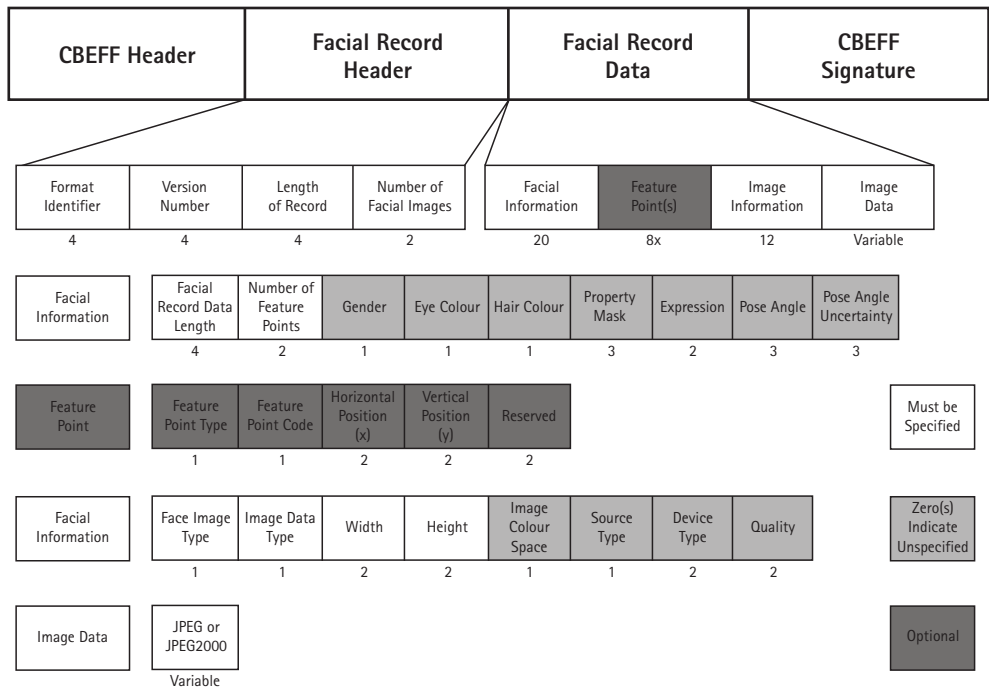 CBEFF Header
Facial Record
Header
Facial Record
Data
CBEFF
Signature
Format
Identifier
Version
Number
Length
of Record
Number of
Facial Images
4
4
4
2
Facial
Information
Feature
Point(s)
Image
Information
Image
Data
20
8x
12
Variable
Facial
Information
Facial
Record Data
Length
Number of
Feature
Points
Gender
Eye Colour
Hair Colour
Property
Mask
Expression
Pose Angle
Pose Angle
Uncertainty
4
2
1
1
1
3
2
3
3
Feature
Point
Feature
Point Type
Feature
Point Code
Horizontal
Position
(x)
Vertical
Position
(y)
Reserved
1
1
2
2
2
Must be
Specified
Facial
Information
Face Image
Type
Image Data
Type
Width
Height
Image
Colour
Space
Source
Type
Device
Type
Quality
1
1
2
2
1
1
2
2
Zero(s)
Indicate
Unspecified
Image Data
JPEG or
JPEG2000
Variable
Optional